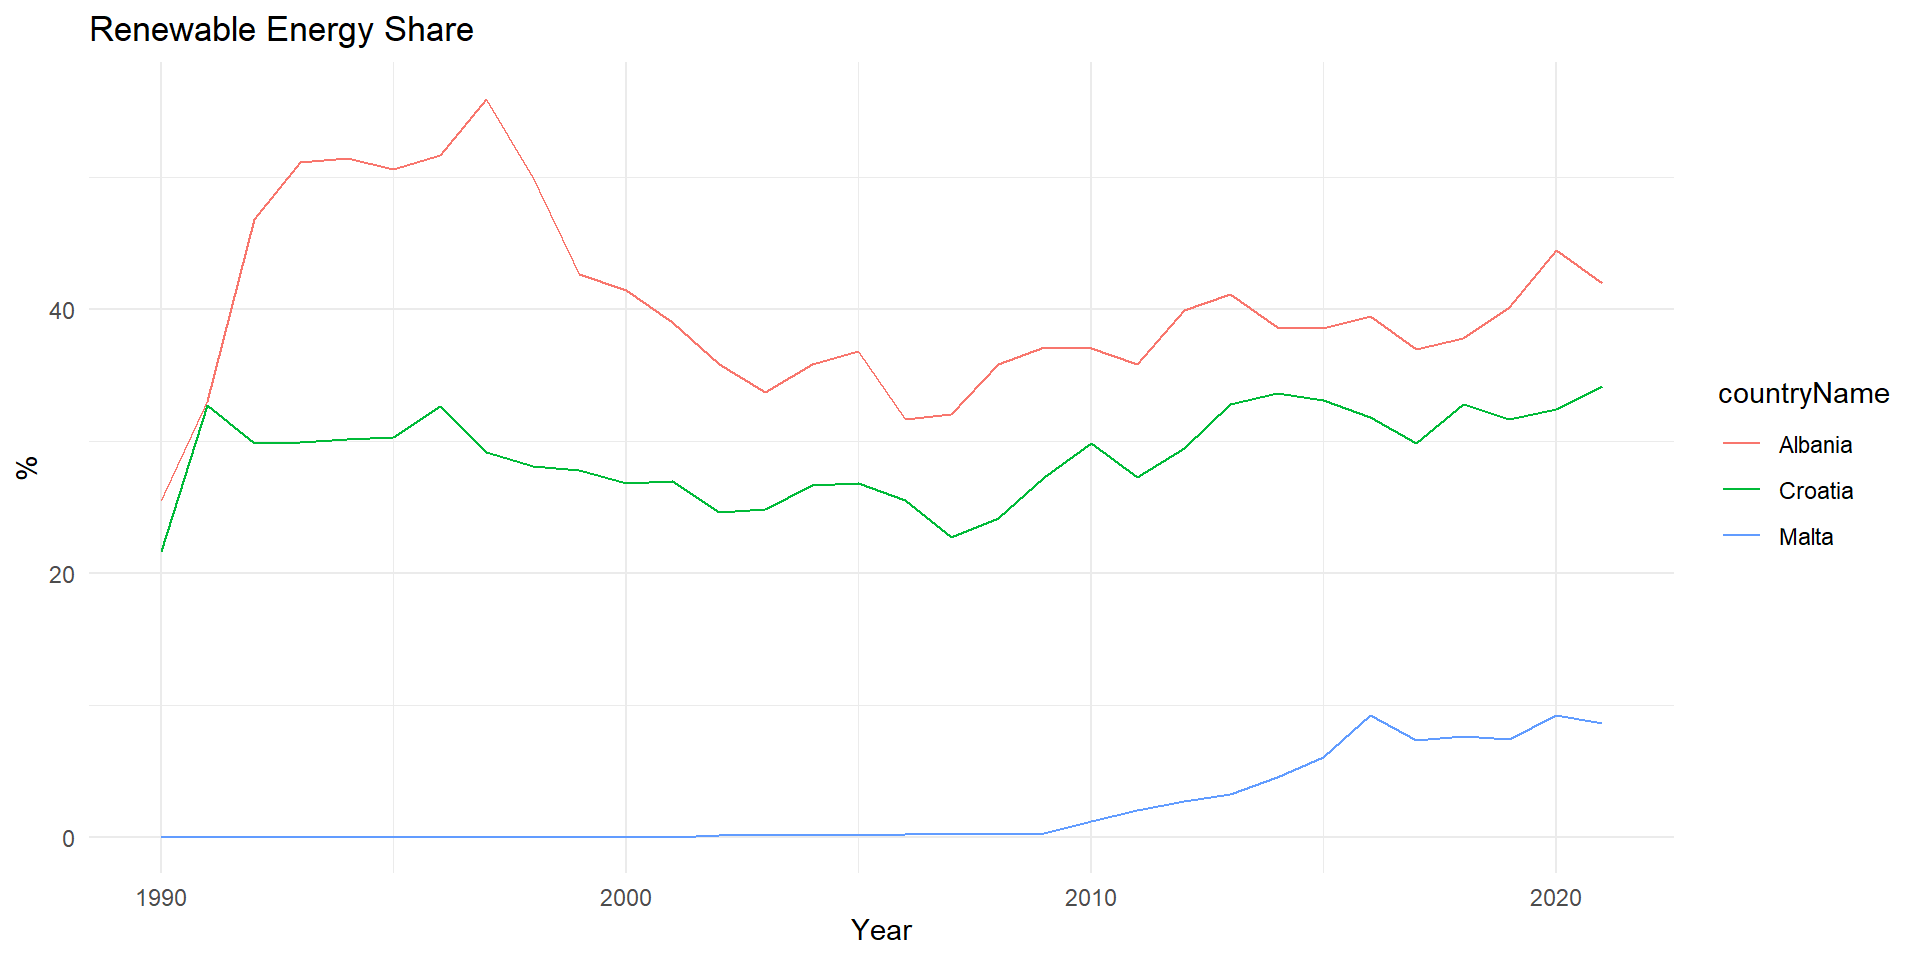 Renewable Energy Share
%
40
20
0
1990 2000 2010 2020
Year
countryName
Albania
Croatia
Malta